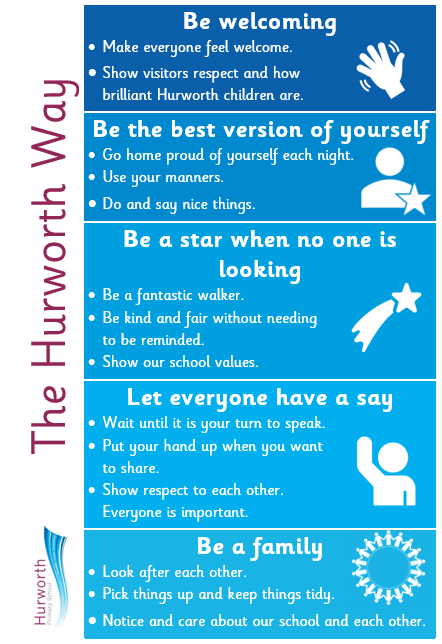 The Hurworth Way
Be welcoming
• Make everyone feel welcome.
• Show visitors respect and how
brilliant Hurworth children are.
Be the best version of yourself
• Go home proud of yourself each night.
• Use your manners.
• Do and say nice things.
Be a star when no one is
looking
• Be a fantastic walker.
• Be kind and fair without needing
to be reminded.
• Show our school values.
Let everyone have a say
• Wait until it is your turn to speak.
• Put your hand up when you want
to share.
• Show respect to each other.
Everyone is important.
Be a family
• Look after each other.
• Pick things up and keep things tidy.
• Notice and care about our school and each other.
Hurworth
Primary School